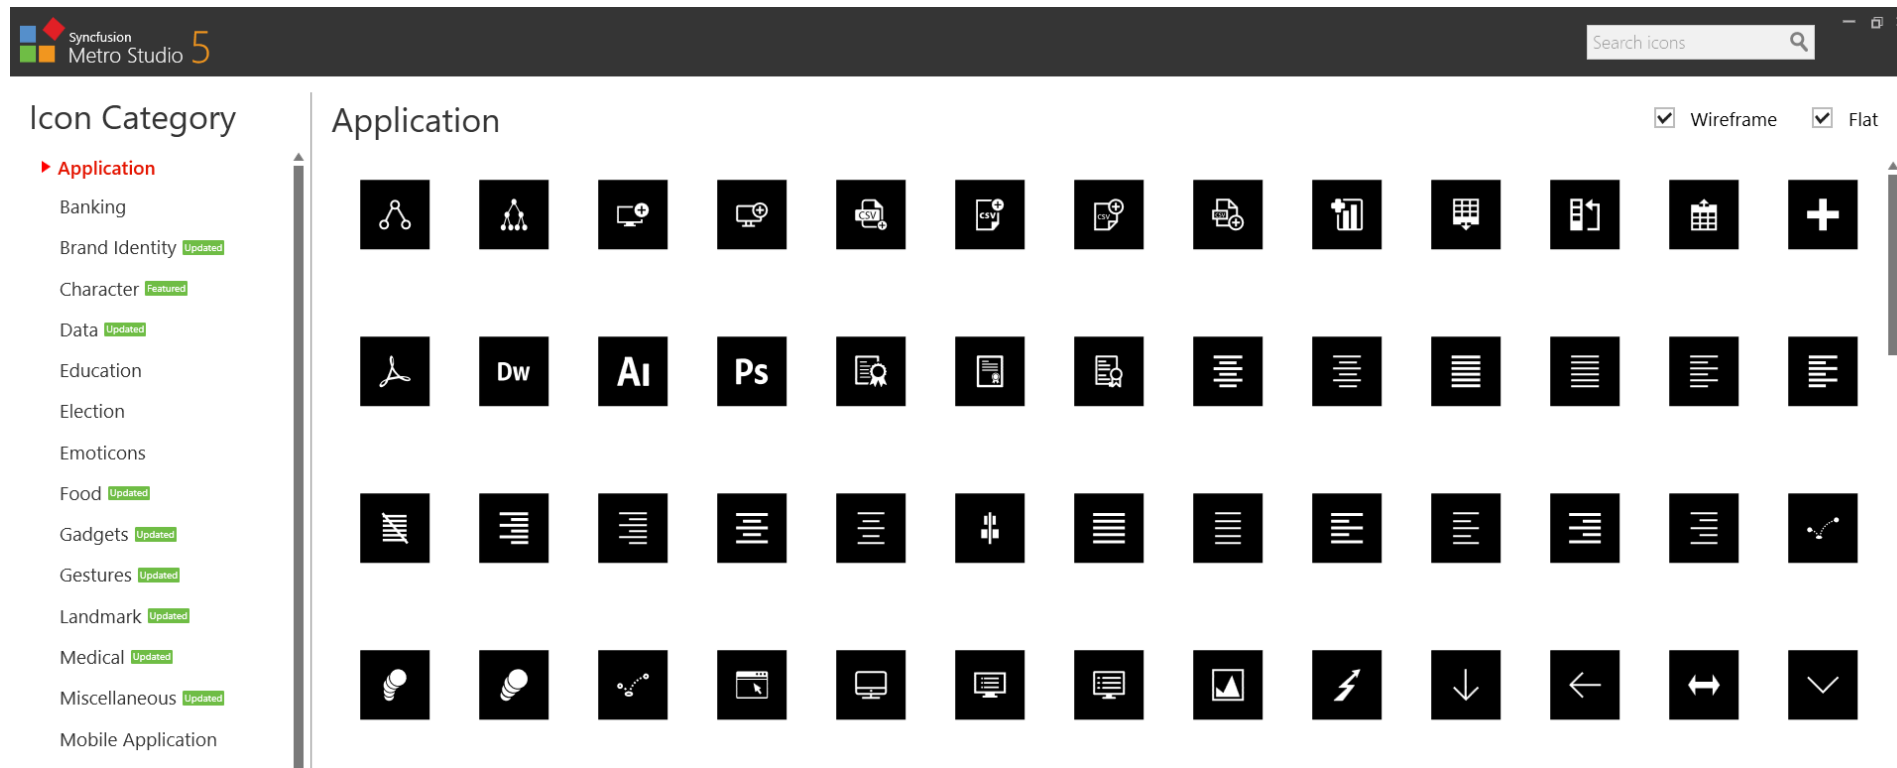 Syncfusion
Metro Studio 5
Search icons
Icon Category
Application
Banking
Brand Identity Updated
Character Featured
Data Updated
Education
Election
Emoticons
Food Updated
Gadgets Updated
Gestures Updated
Landmark Updated
Medical Updated
Miscellaneous Updated
Mobile Application
Application
Wireframe Flat
CSV CSV CSV CSV
Dw AI Ps